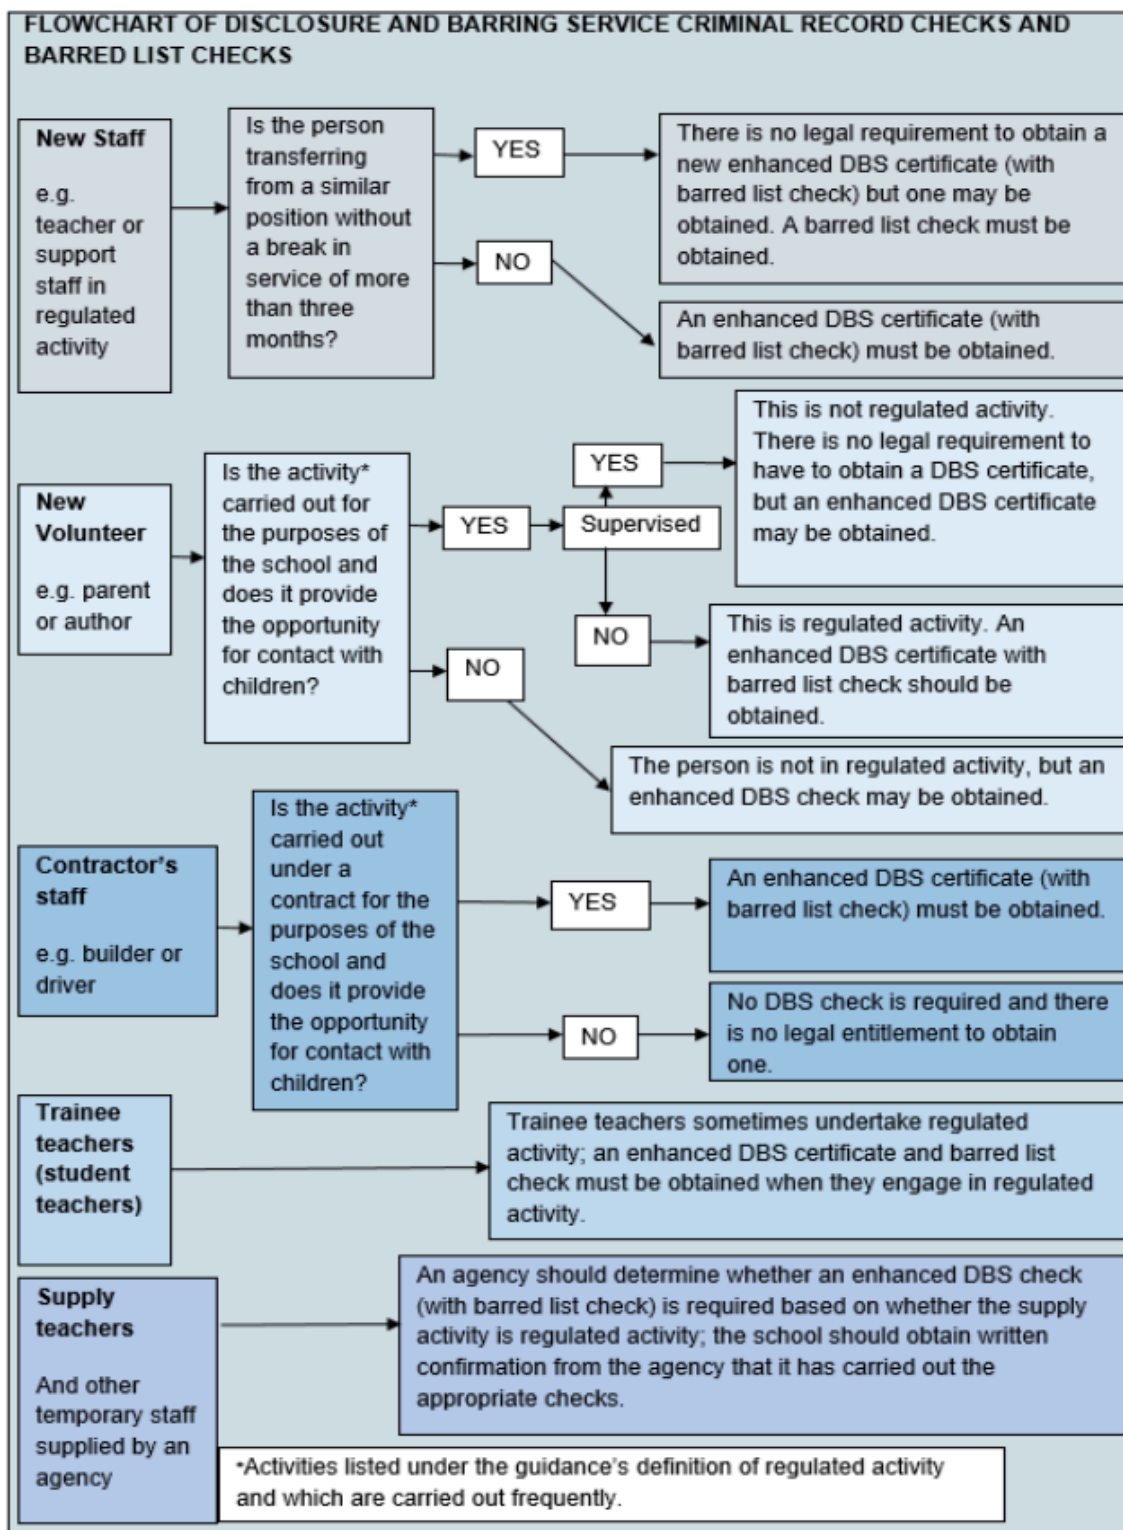 FLOWCHART OF DISCLOSURE AND BARRING SERVICE CRIMINAL RECORD CHECKS AND
BARRED LIST CHECKS
New Staff
e.g.
teacher or
support
staff in
regulated
activity
Is the person
transferring
from a similar
position without
a break in
service of more
than three
months?
YES
There is no legal requirement to obtain a
new enhanced DBS certificate (with
barred list check) but one may be
obtained. A barred list check must be
obtained.
NO
An enhanced DBS certificate (with
barred list check) must be obtained.
New
Volunteer
e.g. parent
or author
Is the activity*
carried out for
the purposes of
the school and
does it provide
the opportunity
for contact with
children?
YES
Supervised
YES
This is not regulated activity.
There is no legal requirement to
have to obtain a DBS certificate,
but an enhanced DBS certificate
may be obtained.
NO
This is regulated activity. An
enhanced DBS certificate with
barred list check should be
obtained.
NO
The person is not in regulated activity, but an
enhanced DBS check may be obtained.
Contractor's
staff
e.g. builder or
driver
Is the activity*
carried out
under a
contract for the
purposes of the
school and
does it provide
the opportunity
for contact with
children?
YES
An enhanced DBS certificate (with
barred list check) must be obtained.
NO
No DBS check is required and there
is no legal entitlement to obtain
one.
Trainee
teachers
(student
teachers)
Trainee teachers sometimes undertake regulated
activity; an enhanced DBS certificate and barred list
check must be obtained when they engage in regulated
activity.
Supply
teachers
And other
temporary staff
supplied by an
agency
An agency should determine whether an enhanced DBS check
(with barred list check) is required based on whether the supply
activity is regulated activity; the school should obtain written
confirmation from the agency that it has carried out the
appropriate checks.
*Activities listed under the guidance's definition of regulated activity
and which are carried out frequently.